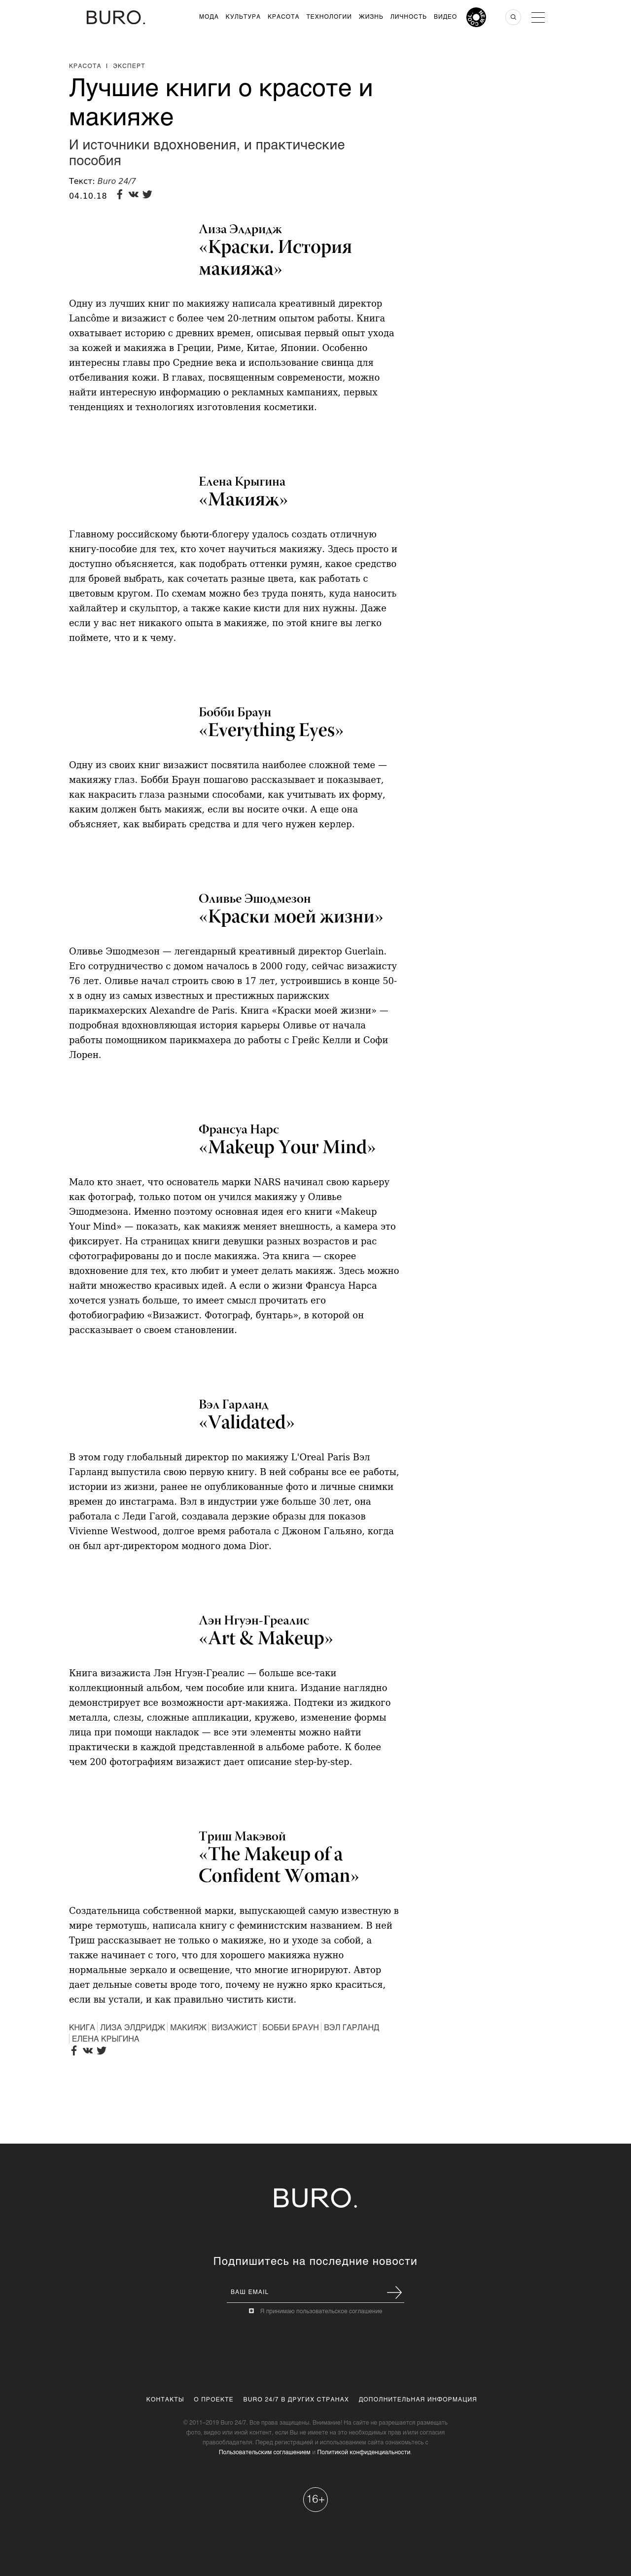 BURO.
МОДА КУЛЬТУРА КРАСОТА ТЕХНОЛОГИИ ЖИЗНЬ ЛИЧНОСТЬ ВИДЕО
КРАСОТА | ЭКСПЕРТ
Лучшие книги о красоте и
макияже
И источники вдохновения, и практические
пособия
Текст: Buro 24/7
04.10.18
Лиза Элдридж
«Краски. История
макияжа»
Одну из лучших книг по макияжу написала креативный директор
Lancôme и визажист с более чем 20-летним опытом работы. Книга
охватывает историю с древних времен, описывая первый опыт ухода
за кожей и макияжа в Греции, Риме, Китае, Японии. Особенно
интересны главы про Средние века и использование свинца для
отбеливания кожи. В главах, посвященным современости, можно
найти интересную информацию о рекламных кампаниях, первых
тенденциях и технологиях изготовления косметики.
Елена Крыгина
«Макияж»
Главному российскому бьюти-блогеру удалось создать отличную
книгу-пособие для тех, кто хочет научиться макияжу. Здесь просто и
доступно объясняется, как подобрать оттенки румян, какое средство
для бровей выбрать, как сочетать разные цвета, как работать с
цветовым кругом. По схемам можно без труда понять, куда наносить
хайлайтер и скульптор, а также какие кисти для них нужны. Даже
если у вас нет никакого опыта в макияже, по этой книге вы легко
поймете, что и к чему.
Бобби Браун
«Everything Eyes»
Одну из своих книг визажист посвятила наиболее сложной теме —
макияжу глаз. Бобби Браун пошагово рассказывает и показывает,
как накрасить глаза разными способами, как учитывать их форму,
каким должен быть макияж, если вы носите очки. А еще она
объясняет, как выбирать средства и для чего нужен керлер.
Оливье Эшодмезон
«Краски моей жизни»
Оливье Эшодмезон — легендарный креативный директор Guerlain.
Его сотрудничество с домом началось в 2000 году, сейчас визажисту
76 лет. Оливье начал строить свою в 17 лет, устроившись в конце 50-
х в одну из самых известных и престижных парижских
парикмахерских Alexandre de Paris. Книга «Краски моей жизни» —
подробная вдохновляющая история карьеры Оливье от начала
работы помощником парикмахера до работы с Грейс Келли и Софи
Лорен.
Франсуа Нарс
«Makeup Your Mind»
Мало кто знает, что основатель марки NARS начинал свою карьеру
как фотограф, только потом он учился макияжу у Оливье
Эшодмезона. Именно поэтому основная идея его книги «Makeup
Your Mind» — показать, как макияж меняет внешность, а камера это
фиксирует. На страницах книги девушки разных возрастов и рас
сфотографированы до и после макияжа. Эта книга — скорее
вдохновение для тех, кто любит и умеет делать макияж. Здесь можно
найти множество красивых идей. А если о жизни Франсуа Нарса
хочется узнать больше, то имеет смысл прочитать его
фотобиографию «Визажист. Фотограф, бунтарь», в которой он
рассказывает о своем становлении.
Вэл Гарланд
«Validated»
В этом году глобальный директор по макияжу L'Oreal Paris Вэл
Гарланд выпустила свою первую книгу. В ней собраны все ее работы,
истории из жизни, ранее не опубликованные фото и личные снимки
времен до инстаграма. Вэл в индустрии уже больше 30 лет, она
работала с Леди Гагой, создавала дерзкие образы для показов
Vivienne Westwood, долгое время работала с Джоном Гальяно, когда
он был арт-директором модного дома Dior.
Лэн Нгуэн-Греалис
«Art & Makeup»
Книга визажиста Лэн Нгуэн-Греалис — больше все-таки
коллекционный альбом, чем пособие или книга. Издание наглядно
демонстрирует все возможности арт-макияжа. Подтеки из жидкого
металла, слезы, сложные аппликации, кружево, изменение формы
лица при помощи накладок — все эти элементы можно найти
практически в каждой представленной в альбоме работе. К более
чем 200 фотографиям визажист дает описание step-by-step.
Триш Макэвой
«The Makeup of a
Confident Woman»
Создательница собственной марки, выпускающей самую известную в
мире термотушь, написала книгу с феминистским названием. В ней
Триш рассказывает не только о макияже, но и уходе за собой, а
также начинает с того, что для хорошего макияжа нужно
нормальные зеркало и освещение, что многие игнорируют. Автор
дает дельные советы вроде того, почему не нужно ярко краситься,
если вы устали, и как правильно чистить кисти.
КНИГА | ЛИЗА ЭЛДРИДЖ | МАКИЯЖ | ВИЗАЖИСТ | БОББИ БРАУН | ВЭЛ ГАРЛАНД
| ЕЛЕНА КРЫГИНА
BURO.
Подпишитесь на последние новости
ВАШ EMAIL
Я принимаю пользовательское соглашение
КОНТАКТЫ О ПРОЕКТЕ BURO 24/7 В ДРУГИХ СТРАНАХ ДОПОЛНИТЕЛЬНАЯ ИНФОРМАЦИЯ
© 2011–2019 Buro 24/7. Все права защищены. Внимание! На сайте не разрешается размещать
фото, видео или иной контент, если Вы не имеете на это необходимых прав и/или согласия
правообладателя. Перед регистрацией и использованием сайта ознакомьтесь с
Пользовательским соглашением и Политикой конфиденциальности
16+